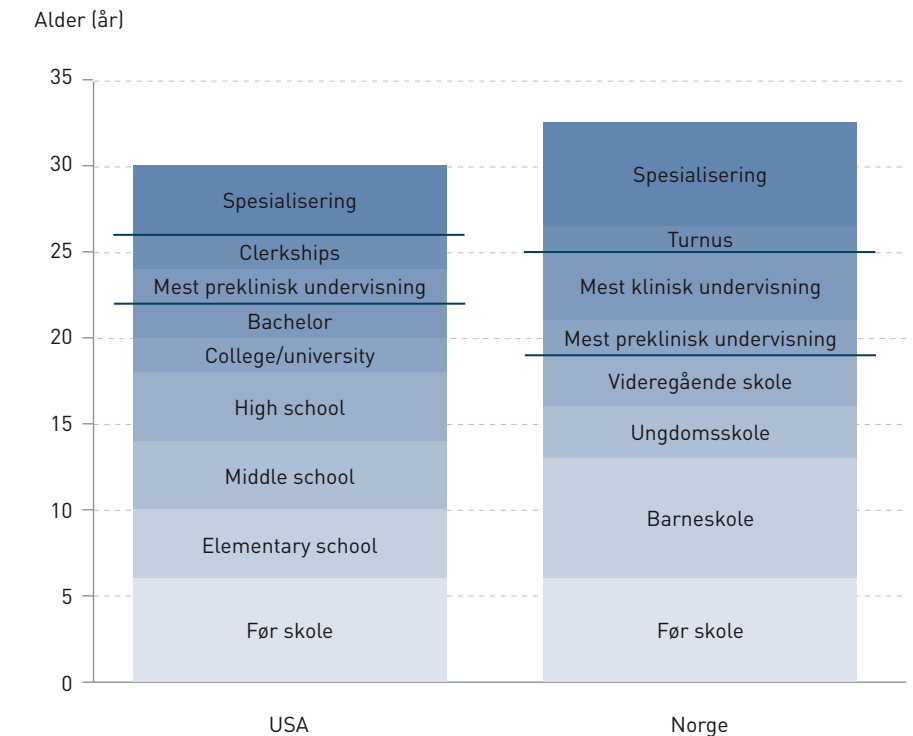 Alder (år)
35
30
25
20
15
10
5
0
Spesialisering
Clerkships
Mest preklinisk undervisning
Bachelor
College/university
High school
Middle school
Elementary school
Før skole
USA
Spesialisering
Turnus
Mest klinisk undervisning
Mest preklinisk undervisning
Videregående skole
Ungdomsskole
Barneskole
Før skole
Norge